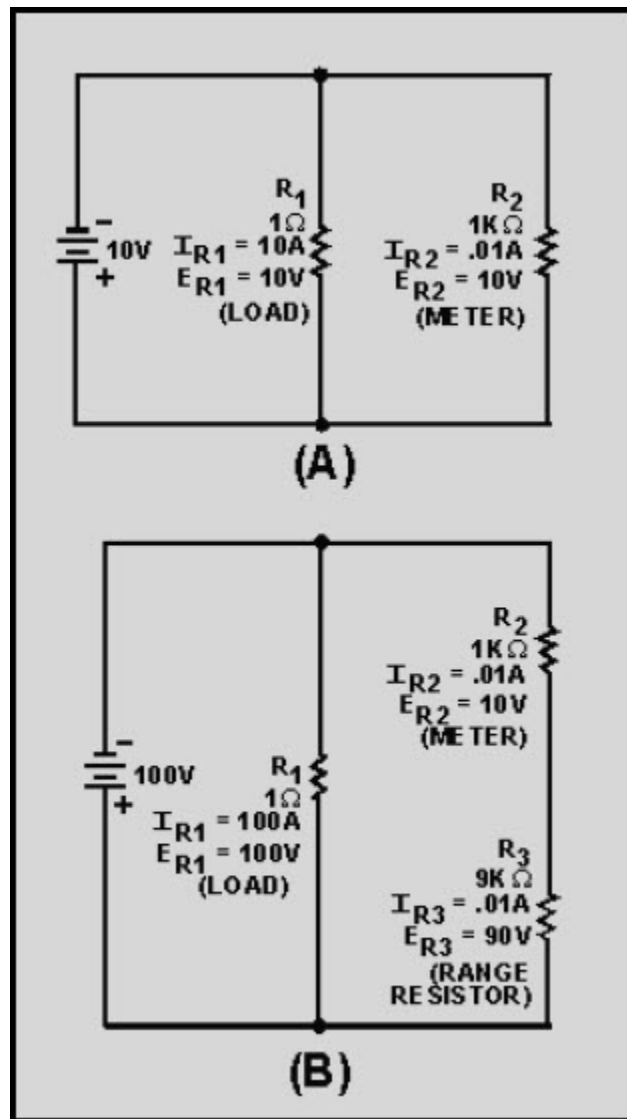 R1
1Ω
10V
IR1 = 10A
ER1 = 10V
(LOAD)
R2
1KΩ
IR2 = .01A
ER2 = 10V
(METER)
-
+
(A)
R2
1KΩ
IR2 = .01A
ER2 = 10V
(METER)
-
100V
+
R1
1Ω
IR1 = 100A
ER1 = 100V
(LOAD)
R3
9KΩ
IR3 = .01A
ER3 = 90V
(RANGE
RESISTOR)
(B)